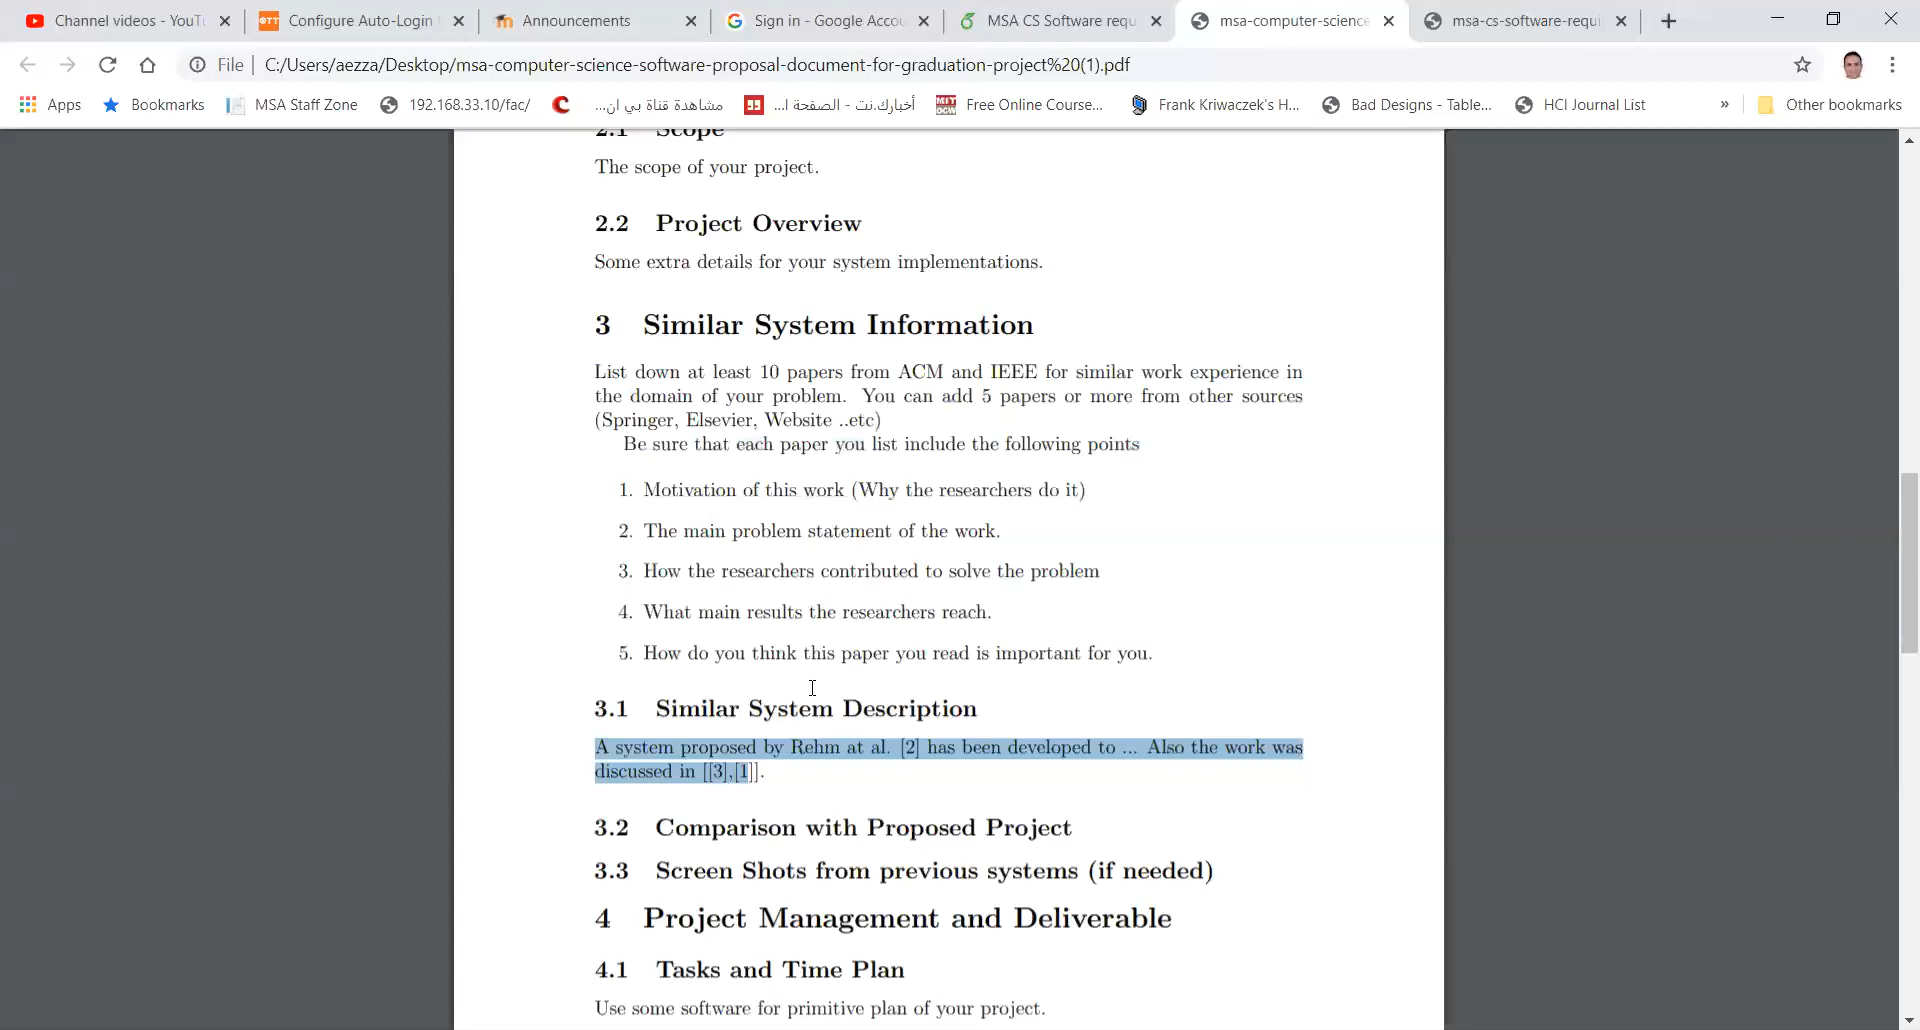 Channel videos - YouTu
Configure Auto-Login
Announcements
Sign in - Google Accou
MSA CS Software requ
msa-computer-science
msa-cs-software-requi
File | C:/Users/aezza/Desktop/msa-computer-science-software-proposal-document-for-graduation-project%20(1).pdf
Apps
Bookmarks
MSA Staff Zone
192.168.33.10/fac/
مشاهدة قناة بي ان...
أخبارك.نت - الصفحة ا...
Free Online Course...
Frank Kriwaczek's H...
Bad Designs - Table...
HCI Journal List
»
Other bookmarks
2.1 Scope
The scope of your project.
2.2 Project Overview
Some extra details for your system implementations.
3 Similar System Information
List down at least 10 papers from ACM and IEEE for similar work experience in
the domain of your problem. You can add 5 papers or more from other sources
(Springer, Elsevier, Website ..etc)
Be sure that each paper you list include the following points
1. Motivation of this work (Why the researchers do it)
2. The main problem statement of the work.
3. How the researchers contributed to solve the problem
4. What main results the researchers reach.
5. How do you think this paper you read is important for you.
3.1 Similar System Description
A system proposed by Rehm at al. [2] has been developed to ... Also the work was
discussed in [[3],[1]].
3.2 Comparison with Proposed Project
3.3 Screen Shots from previous systems (if needed)
4 Project Management and Deliverable
4.1 Tasks and Time Plan
Use some software for primitive plan of your project.